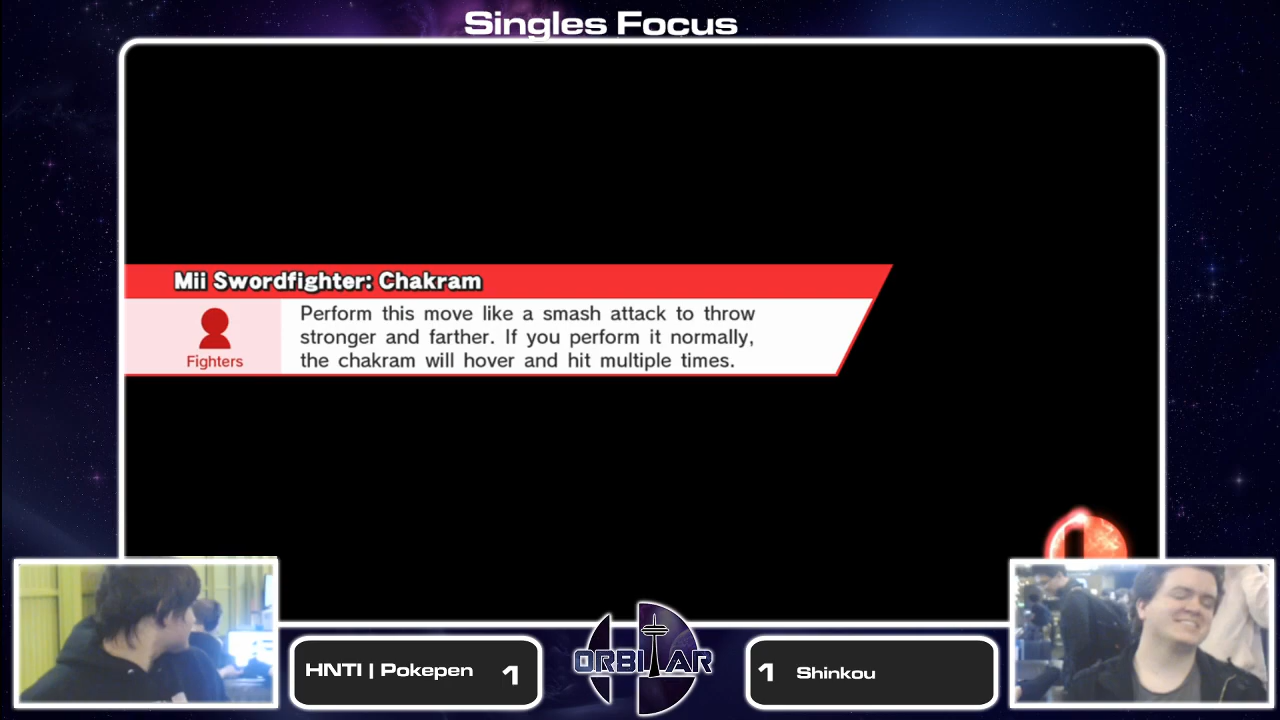 Singles Focus
Mii Swordfighter: Chakram
Perform this move like a smash attack to throw
stronger and farther. If you perform it normally,
the chakram will hover and hit multiple times.
Fighters
HNTI | Pokepen 1
ORBITAR
1 Shinkou